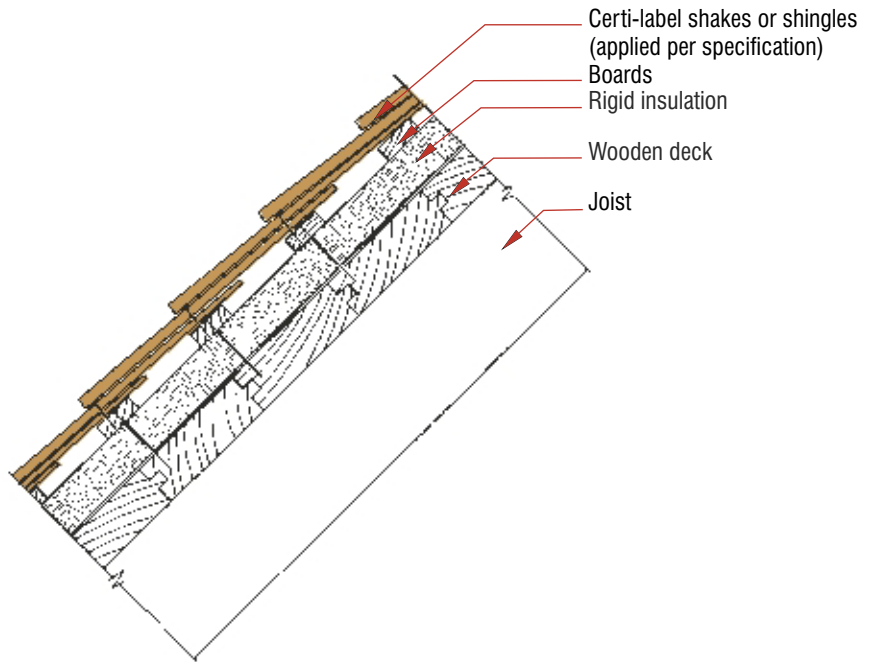 Certi-label shakes or shingles
(applied per specification)
Boards
Rigid insulation
Wooden deck
Joist